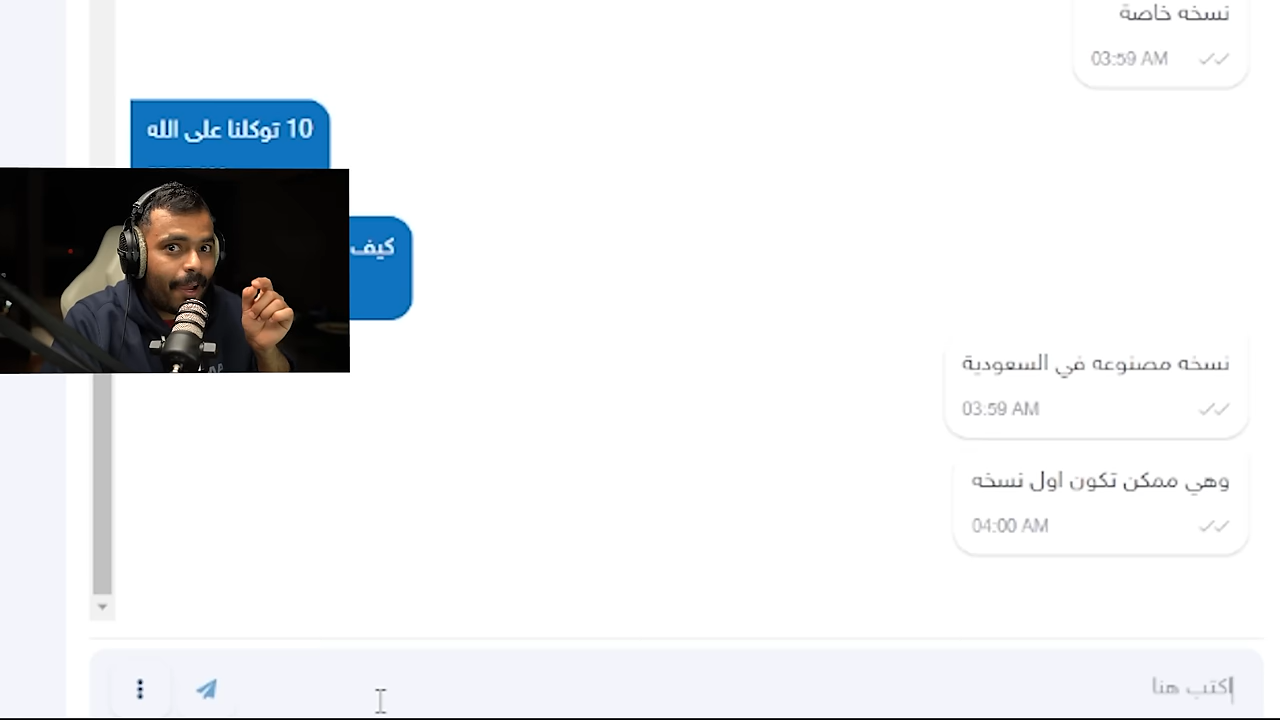 نسخه خاصة
03:59 AM
10 توكلنا على الله
كيف
نسخه مصنوعه في السعودية
03:59 AM
وهي ممكن تكون اول نسخه
04:00 AM
اكتب هنا